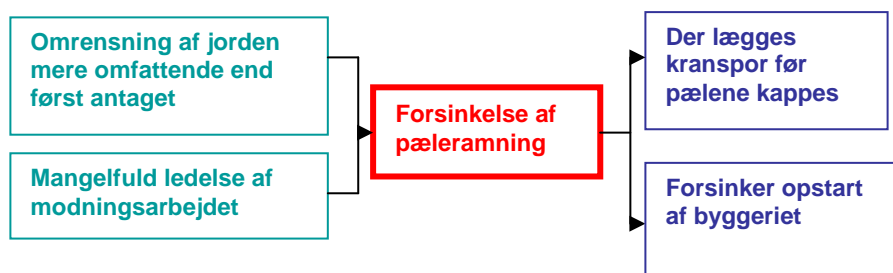 Omrensning af jorden
mere omfattende end
først antaget
Mangelfuld ledelse af
modningsarbejdet
Forsinkelse af
pæleramning
Der lægges
kranspor før
pælene kappes
Forsinker opstart
af byggeriet